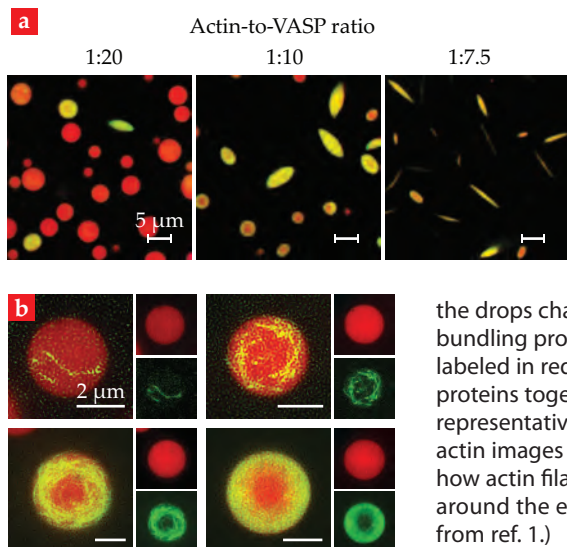 a
Actin-to-VASP ratio
1:20 1:10 1:7.5
5 µm
b
2 µm
the drops cha
bundling pro
labeled in rec
proteins toge
representativ
actin images
how actin fila
around the e
from ref. 1.)